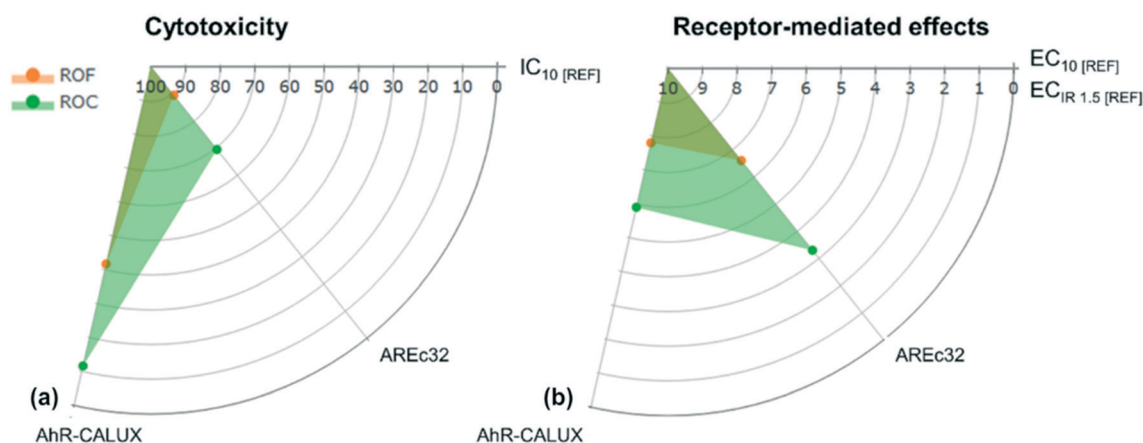 Cytotoxicity
Receptor-mediated effects
ROF
ROC
100 90 80 70 60 50 40 30 20 10 0
IC10 [REF]
10 9 8 7 6 5 4 3 2 1 0
EC10 [REF]
ECIR 1.5 [REF]
AREc32
AREc32
(a)
(b)
AhR-CALUX
AhR-CALUX